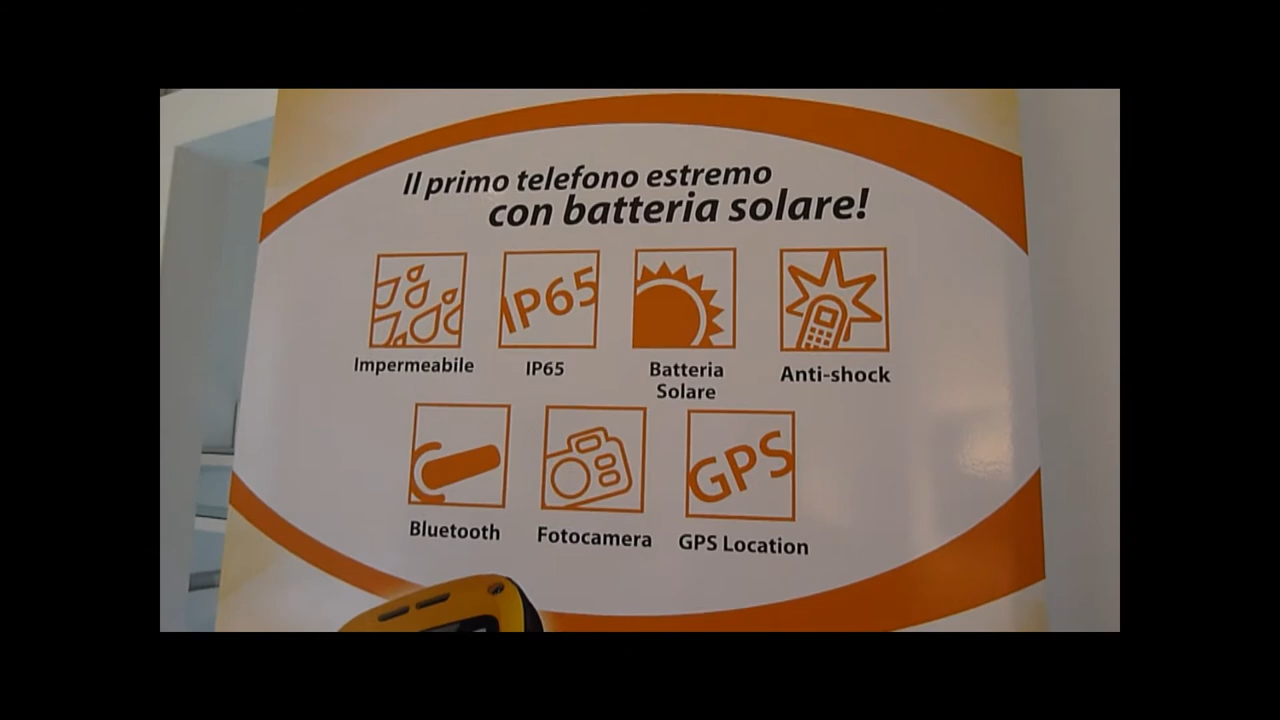 Il primo telefono estremo
con batteria solare!
IP65
Impermeabile
IP65
Batteria
Solare
Anti-shock
GPS
Bluetooth
Fotocamera
GPS Location